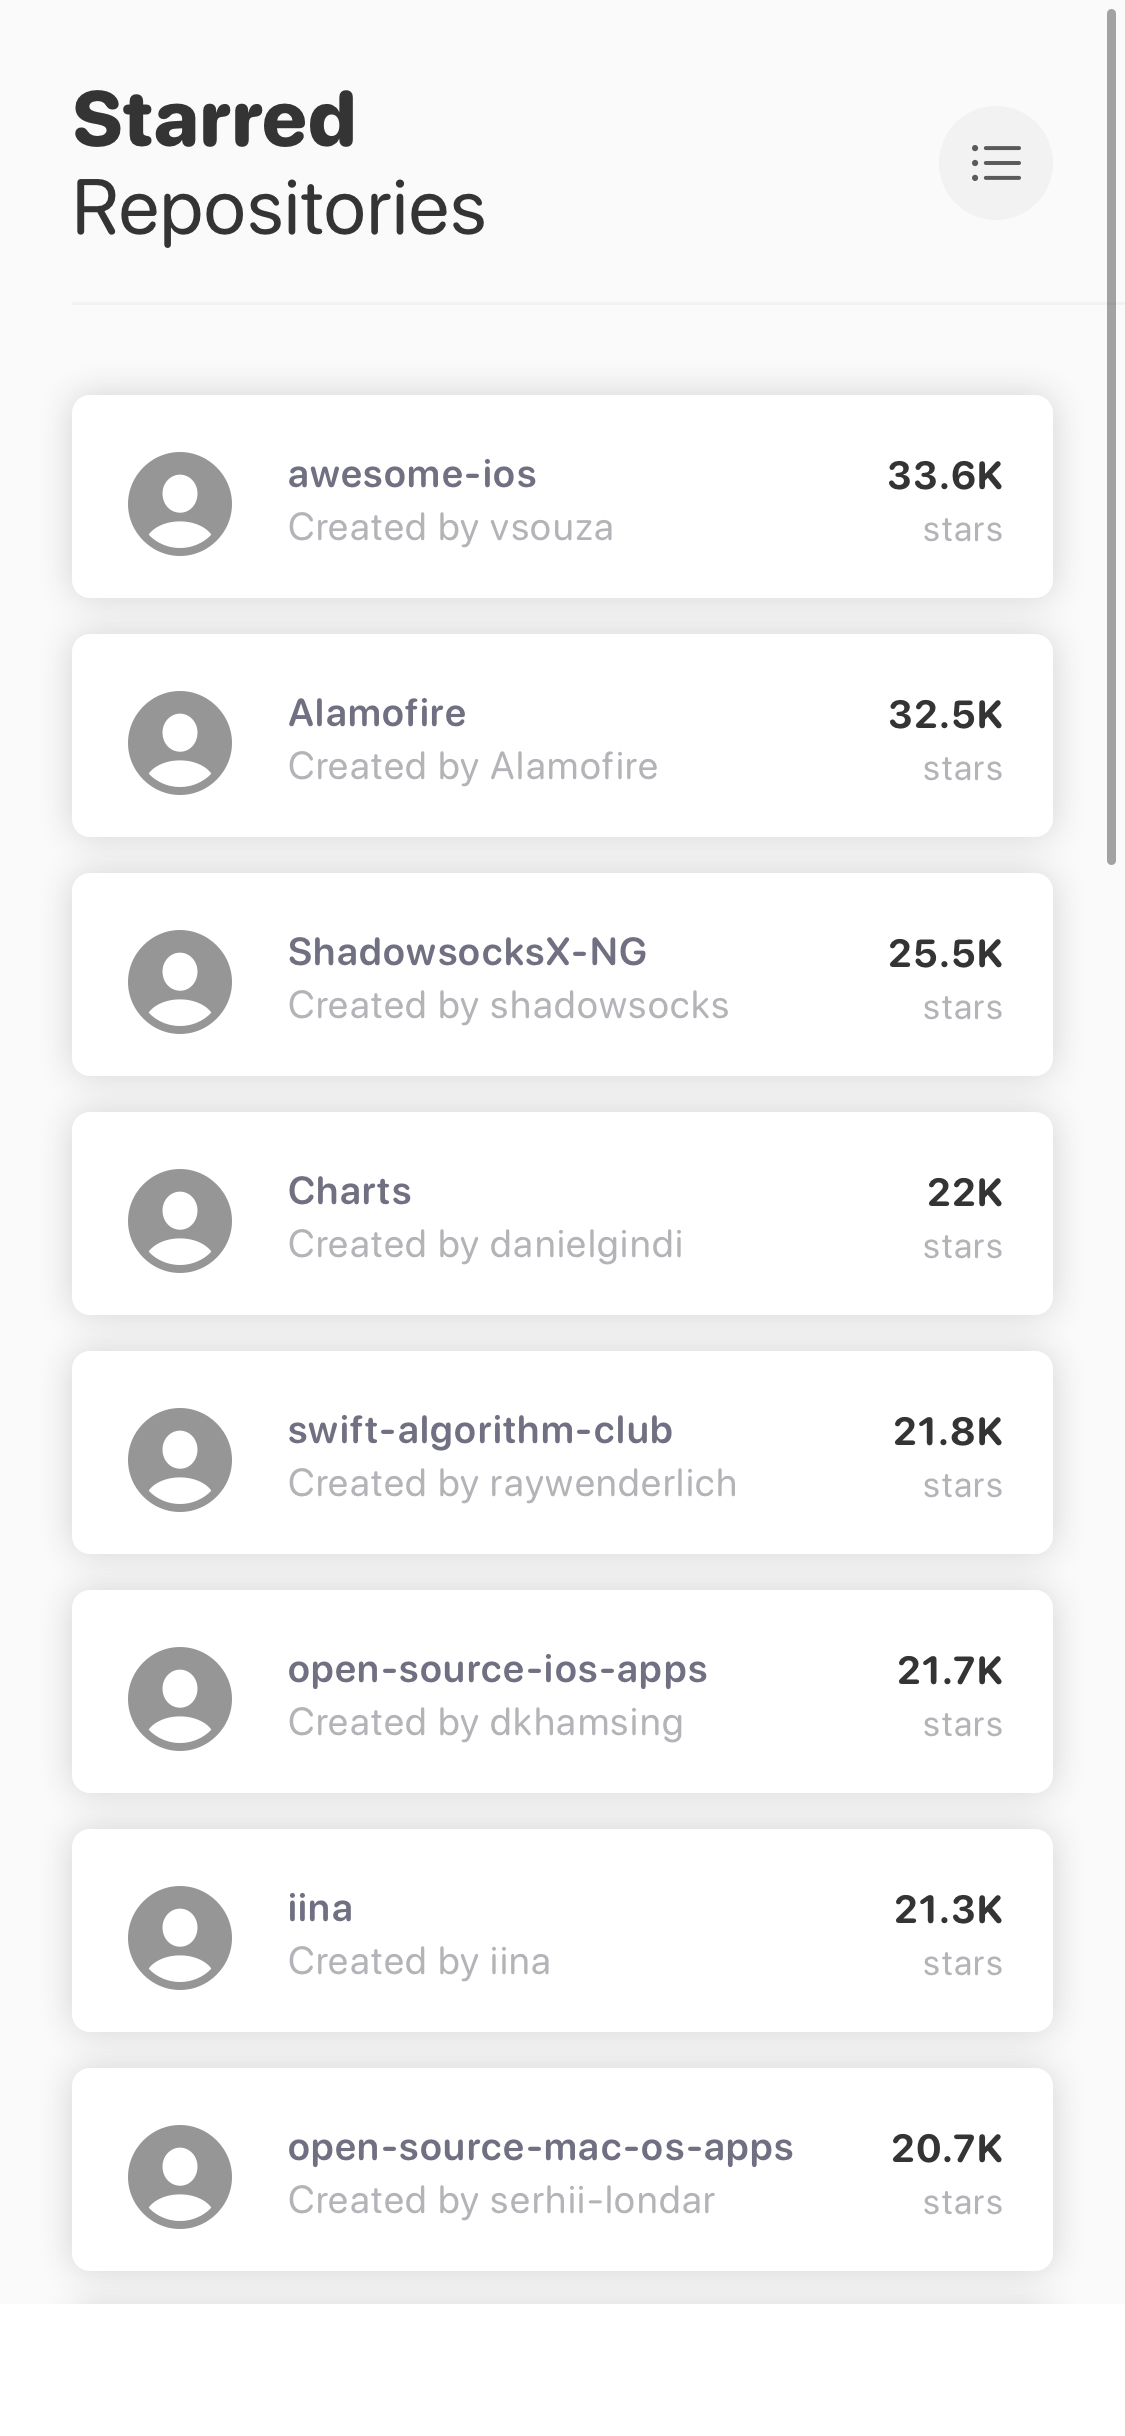 Starred
Repositories
awesome-ios
Created by vsouza
33.6K
stars
Alamofire
Created by Alamofire
32.5K
stars
ShadowsocksX-NG
Created by shadowsocks
25.5K
stars
Charts
Created by danielgindi
22K
stars
swift-algorithm-club
Created by raywenderlich
21.8K
stars
open-source-ios-apps
Created by dkhamsing
21.7K
stars
iina
Created by iina
21.3K
stars
open-source-mac-os-apps
Created by serhii-londar
20.7K
stars